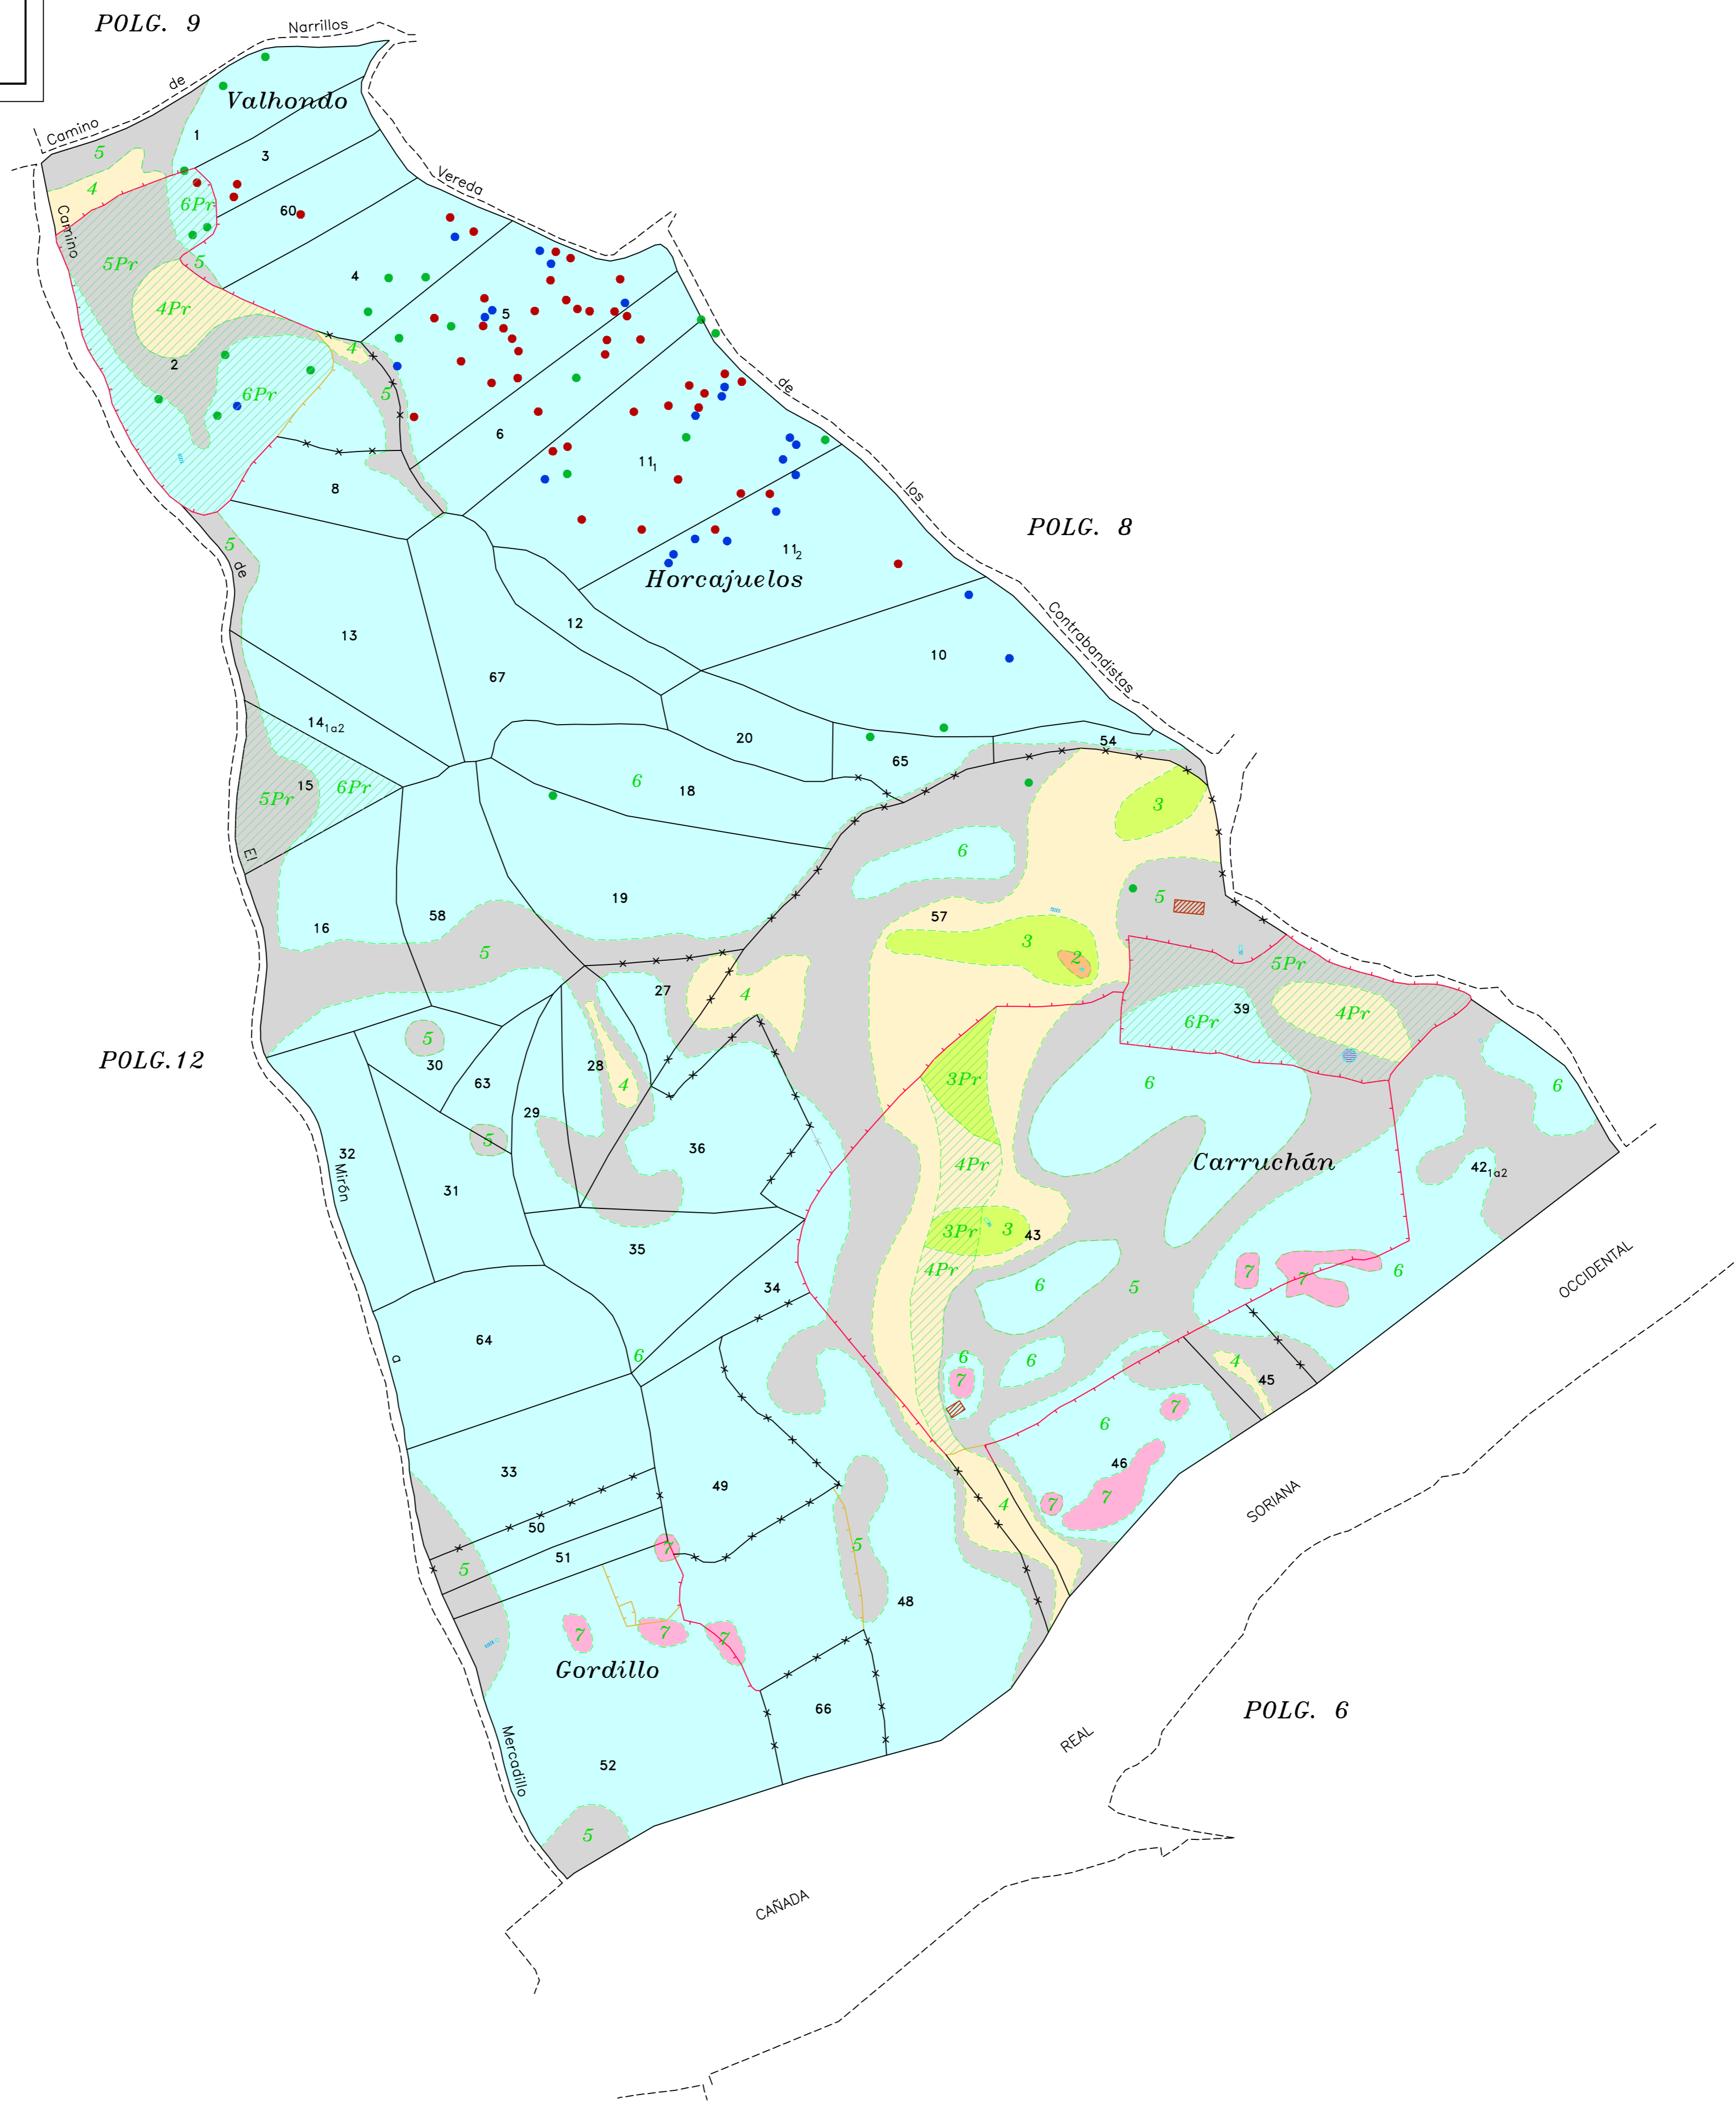 POLG. 9
Narrillos
de
Camino
Valhondo
1
3
5
4
6Pr
60
Camino
Vereda
5Pr
5
4
4Pr
5
4
2
6Pr
5
de
6
8
11₁
los
POLG. 8
5
de
11₂
Horcajuelos
12
13
10
Contrabandistas
67
14₁ₐ₂
20
54
65
15
5Pr
6Pr
6
18
3
El
6
19
58
16
57
5
5
3
2
5Pr
27
4
39
4Pr
6Pr
POLG.12
5
30
63
28
4
29
3Pr
6
6
5
36
32
Mirón
31
4Pr
Carruchán
42₁ₐ₂
35
3Pr
3
43
4Pr
34
6
5
7
7
6
OCCIDENTAL
64
a
6
6
7
6
4
45
33
49
6
7
46
7
7
4
SORIANA
50
51
5
7
5
48
7
7
7
Gordillo
66
POLG. 6
REAL
52
Mercadillo
5
CAÑADA